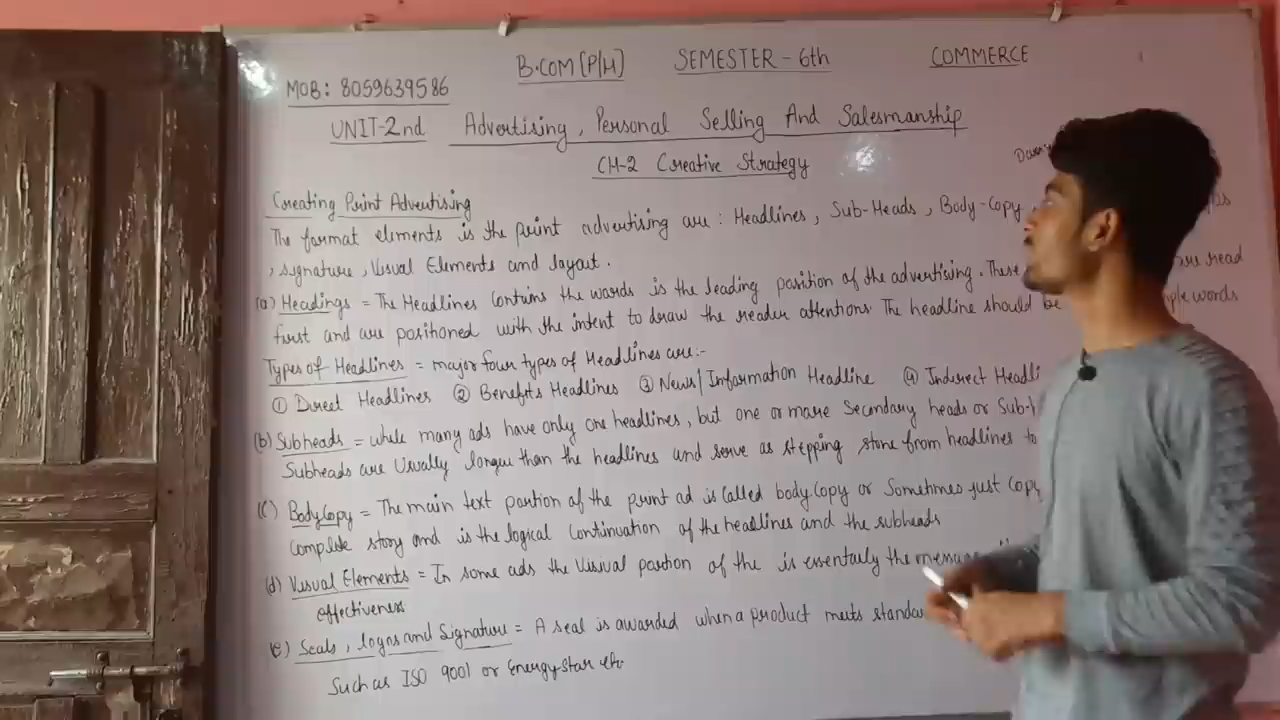 B.COM (P/H) SEMESTER - 6th COMMERCE
MOB: 8059639586
UNIT-2nd Advertising, Personal Selling And Salesmanship
CH-2 Creative Strategy
Creating Print Advertising
The format elements is the print advertising are : Headlines, Sub-Heads, Body-Copy
, signature, Visual Elements and layout.
(a) Headings = The Headlines Contains the words is the leading position of the advertising. These are read
first and are positioned with the intent to draw the reader attentions The headline should be words
Types of Headlines = major four types of Headlines are:-
① Direct Headlines ② Benefits Headlines ③ News/Information Headline ④ Indirect Headli
(b) Subheads = while many ads have only one headlines, but one or more Secondary heads or Sub-
Subheads are Usually longer than the headlines and serve as stepping stone from headlines to
(C) Body Copy = The main text portion of the print ad is called body Copy or Sometimes just Copy
Complete story and is the logical Continuation of the headlines and the subheads
(d) Visual Elements = In some ads the Visual portion of the is essentially the message
effectiveness
(e) Seals, logos and Signature = A seal is awarded when a product meets standa
Such as ISO 9001 or Energy star etc